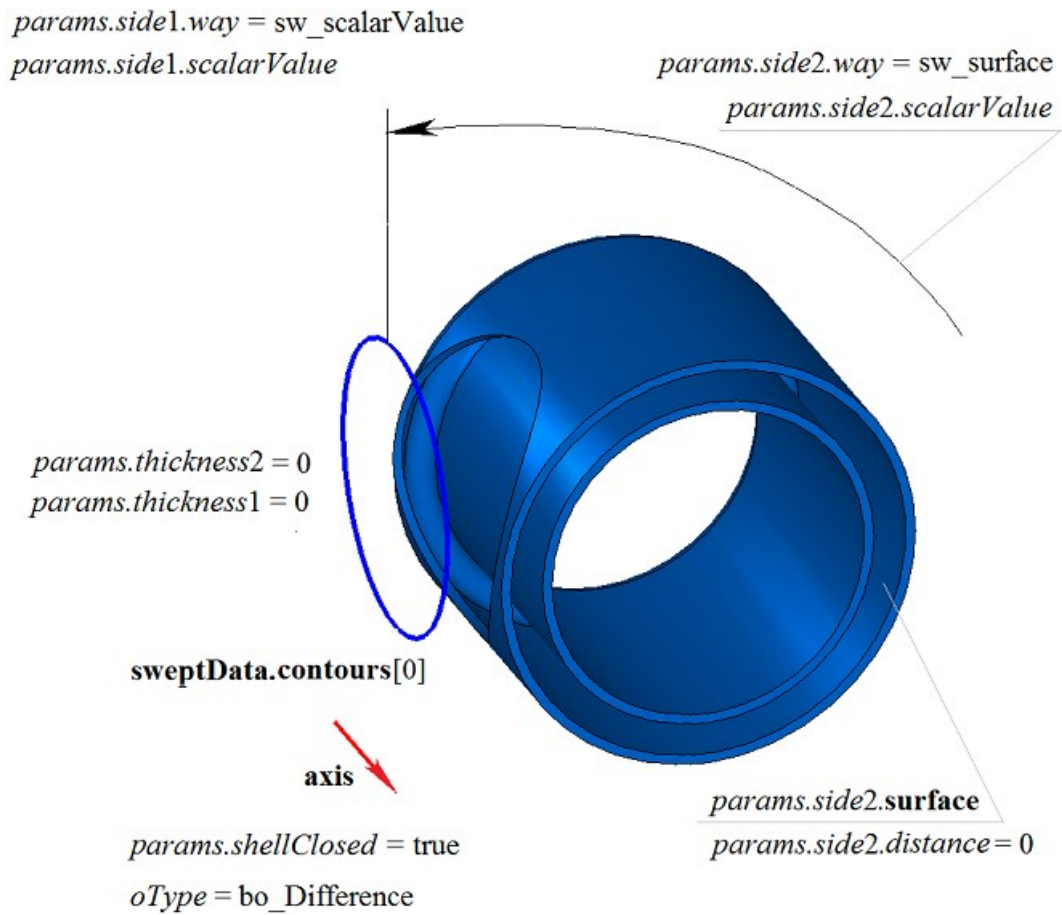 params.side1.way = sw_scalarValue
params.side1.scalarValue
params.side2.way = sw_surface
params.side2.scalarValue
params.thickness2 = 0
params.thickness1 = 0
sweptData.contours[0]
axis
params.side2.surface
params.side2.distance = 0
params.shellClosed = true
oType = bo_Difference